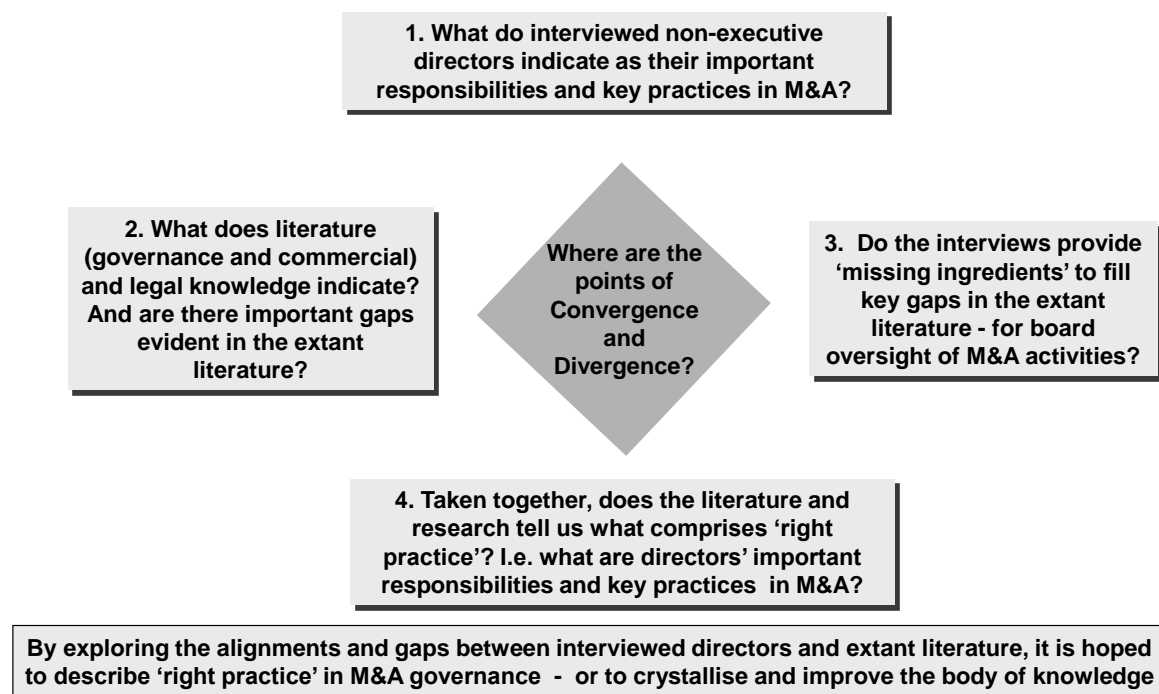 1. What do interviewed non-executive
directors indicate as their important
responsibilities and key practices in M&A?
2. What does literature
(governance and commercial)
and legal knowledge indicate?
And are there important gaps
evident in the extant
literature?
Where are the
points of
Convergence
and
Divergence?
3. Do the interviews provide
‘missing ingredients’ to fill
key gaps in the extant
literature - for board
oversight of M&A activities?
4. Taken together, does the literature and
research tell us what comprises ‘right
practice’? I.e. what are directors’ important
responsibilities and key practices in M&A?
By exploring the alignments and gaps between interviewed directors and extant literature, it is hoped
to describe ‘right practice’ in M&A governance - or to crystallise and improve the body of knowledge